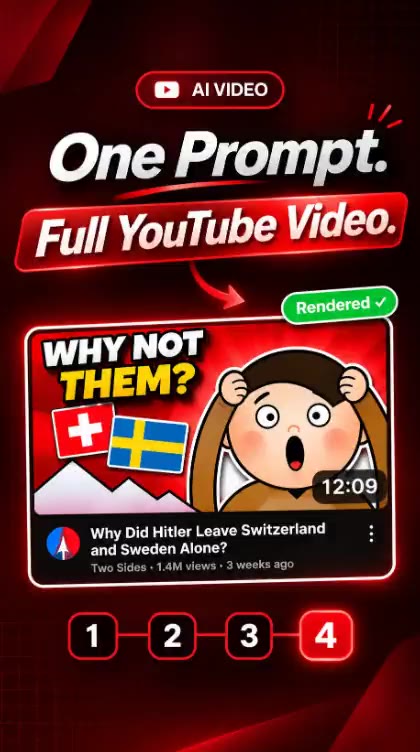 AI VIDEO
One Prompt.
Full YouTube Video.
Rendered ✓
WHY NOT
THEM?
12:09
Why Did Hitler Leave Switzerland
and Sweden Alone?
Two Sides • 1.4M views • 3 weeks ago
1 2 3 4